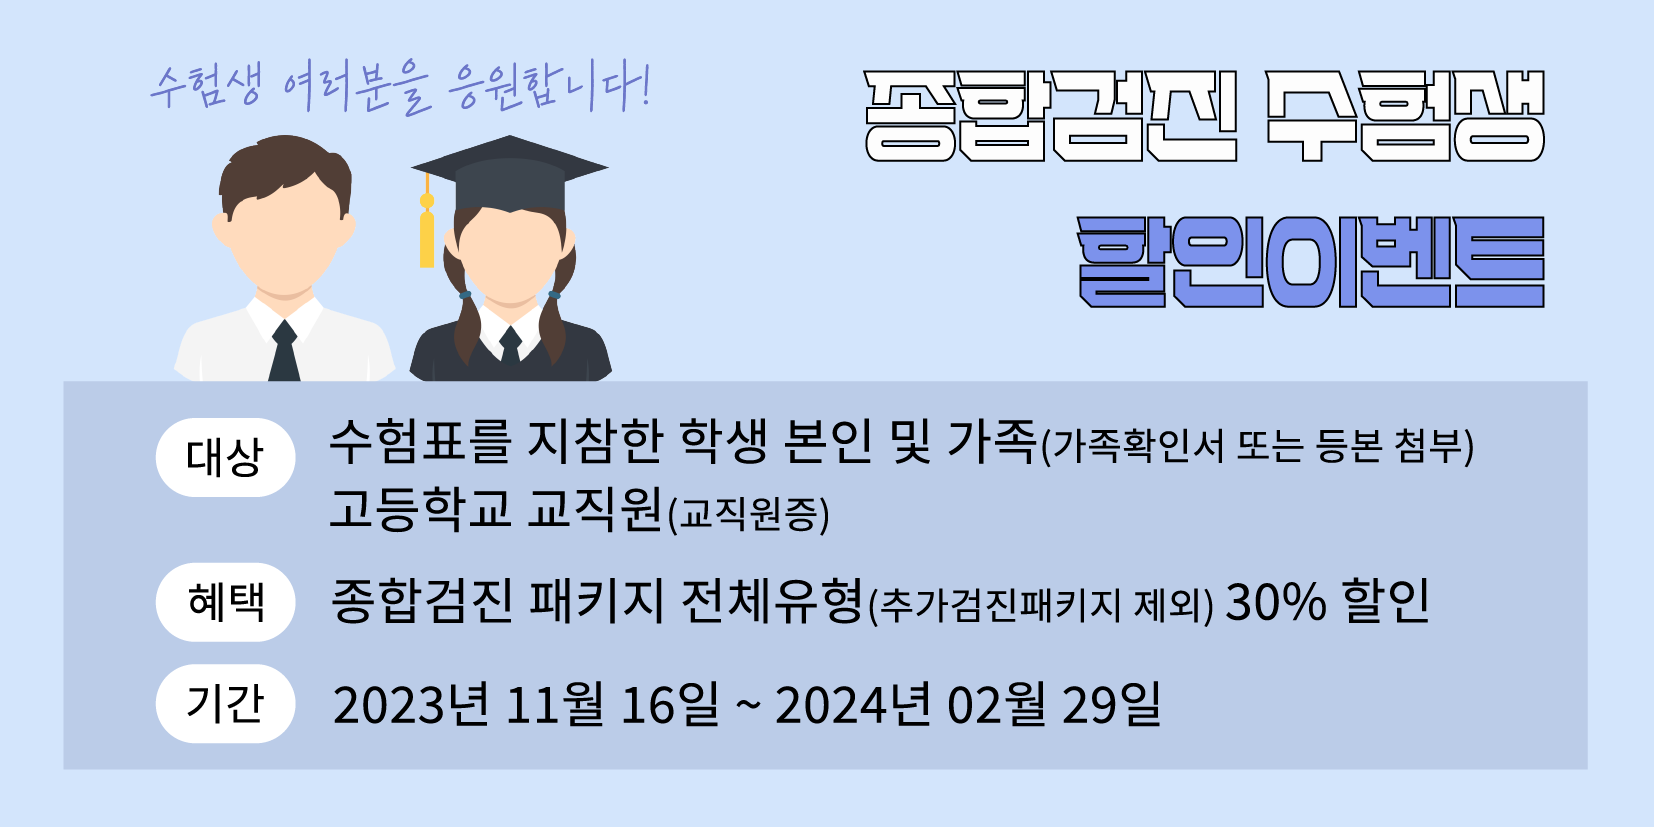 수험생 여러분을 응원합니다!
종합검진 수험생
할인이벤트
대상
수험표를 지참한 학생 본인 및 가족(가족확인서 또는 등본 첨부)
고등학교 교직원(교직원증)
혜택
종합검진 패키지 전체유형(추가검진패키지 제외) 30% 할인
기간
2023년 11월 16일 ~ 2024년 02월 29일